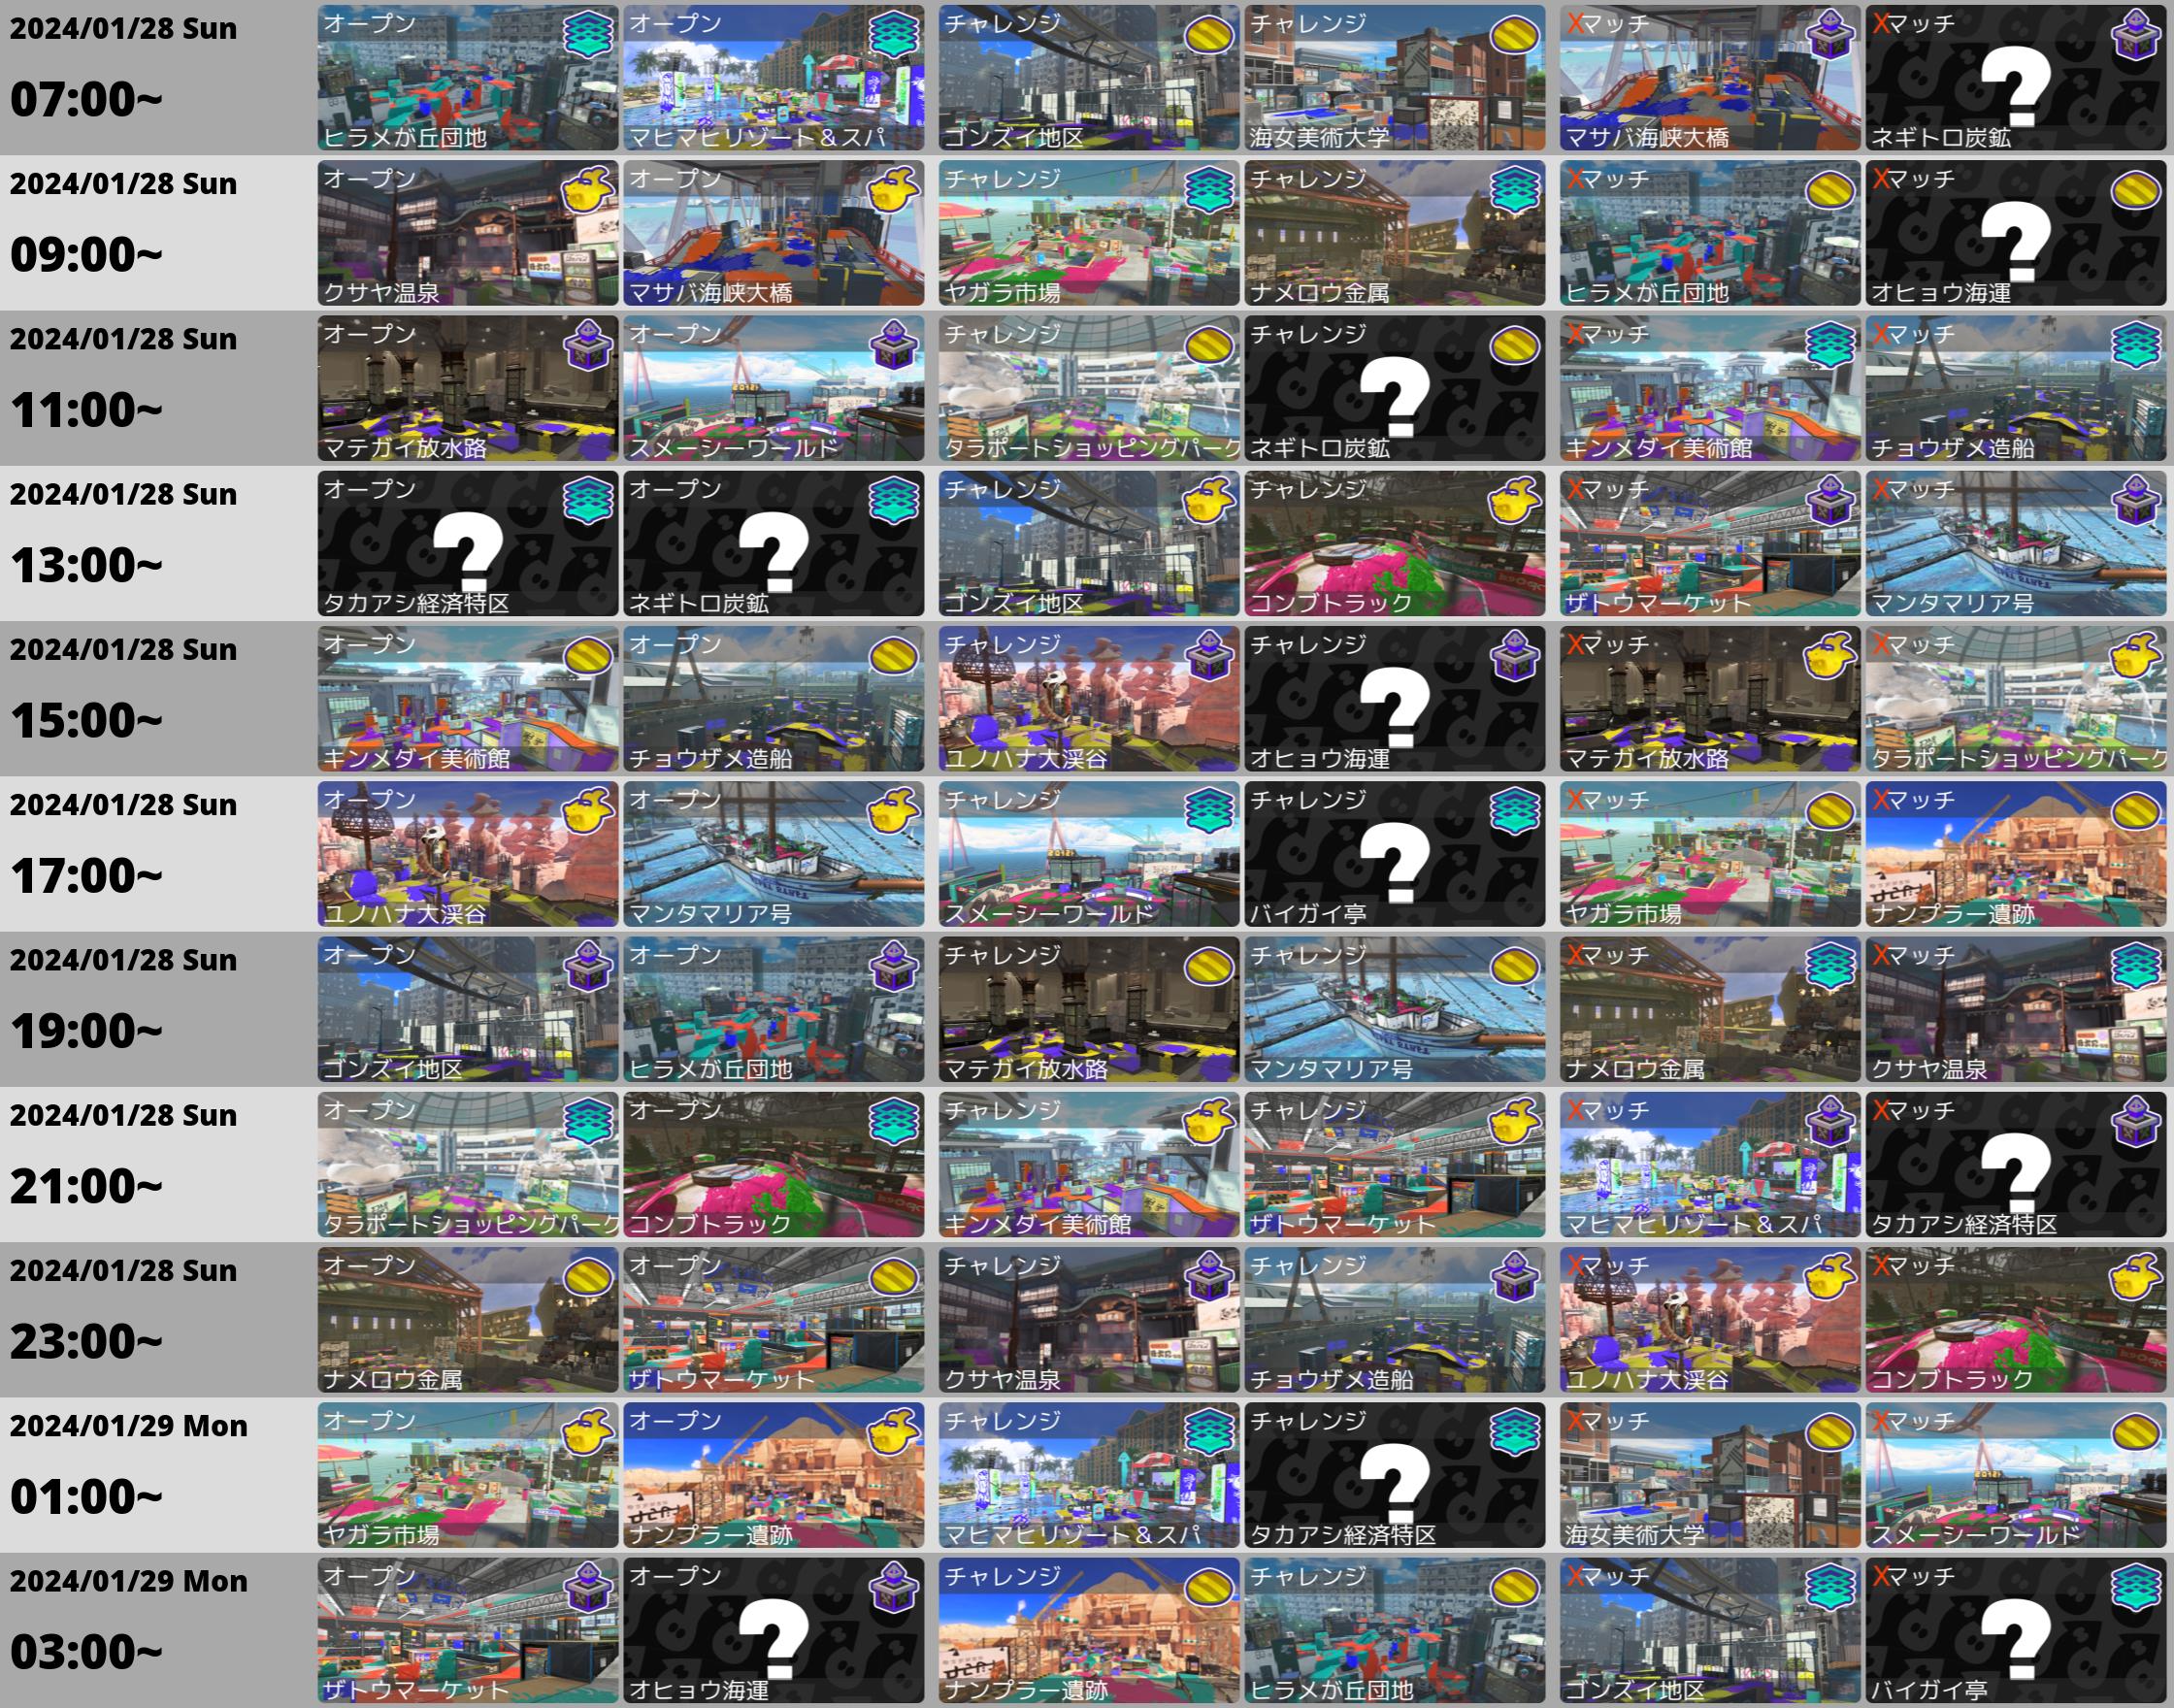 2024/01/28 Sun
07:00~
オープン オープン チャレンジ チャレンジ Xマッチ Xマッチ
ヒラメが丘団地 マヒマヒリゾート＆スパ ゴンズイ地区 海女美術大学 マサバ海峡大橋 ネギトロ炭鉱
2024/01/28 Sun
09:00~
オープン オープン チャレンジ チャレンジ Xマッチ Xマッチ
クサヤ温泉 マサバ海峡大橋 ヤガラ市場 ナメロウ金属 ヒラメが丘団地 オヒョウ海運
2024/01/28 Sun
11:00~
オープン オープン チャレンジ チャレンジ Xマッチ Xマッチ
マテガイ放水路 スメーシーワールド タラポートショッピングパーク ネギトロ炭鉱 キンメダイ美術館 チョウザメ造船
2024/01/28 Sun
13:00~
オープン オープン チャレンジ チャレンジ Xマッチ Xマッチ
タカアシ経済特区 ネギトロ炭鉱 ゴンズイ地区 コンブトラック ザトウマーケット マンタマリア号
2024/01/28 Sun
15:00~
オープン オープン チャレンジ チャレンジ Xマッチ Xマッチ
キンメダイ美術館 チョウザメ造船 ユノハナ大渓谷 オヒョウ海運 マテガイ放水路 タラポートショッピングパーク
2024/01/28 Sun
17:00~
オープン オープン チャレンジ チャレンジ Xマッチ Xマッチ
ユノハナ大渓谷 マンタマリア号 スメーシーワールド バイガイ亭 ヤガラ市場 ナンプラー遺跡
2024/01/28 Sun
19:00~
オープン オープン チャレンジ チャレンジ Xマッチ Xマッチ
ゴンズイ地区 ヒラメが丘団地 マテガイ放水路 マンタマリア号 ナメロウ金属 クサヤ温泉
2024/01/28 Sun
21:00~
オープン オープン チャレンジ チャレンジ Xマッチ Xマッチ
タラポートショッピングパーク コンブトラック キンメダイ美術館 ザトウマーケット マヒマヒリゾート＆スパ タカアシ経済特区
2024/01/28 Sun
23:00~
オープン オープン チャレンジ チャレンジ Xマッチ Xマッチ
ナメロウ金属 ザトウマーケット クサヤ温泉 チョウザメ造船 ユノハナ大渓谷 コンブトラック
2024/01/29 Mon
01:00~
オープン オープン チャレンジ チャレンジ Xマッチ Xマッチ
ヤガラ市場 ナンプラー遺跡 マヒマヒリゾート＆スパ タカアシ経済特区 海女美術大学 スメーシーワールド
2024/01/29 Mon
03:00~
オープン オープン チャレンジ チャレンジ Xマッチ Xマッチ
ザトウマーケット オヒョウ海運 ナンプラー遺跡 ヒラメが丘団地 ゴンズイ地区 バイガイ亭